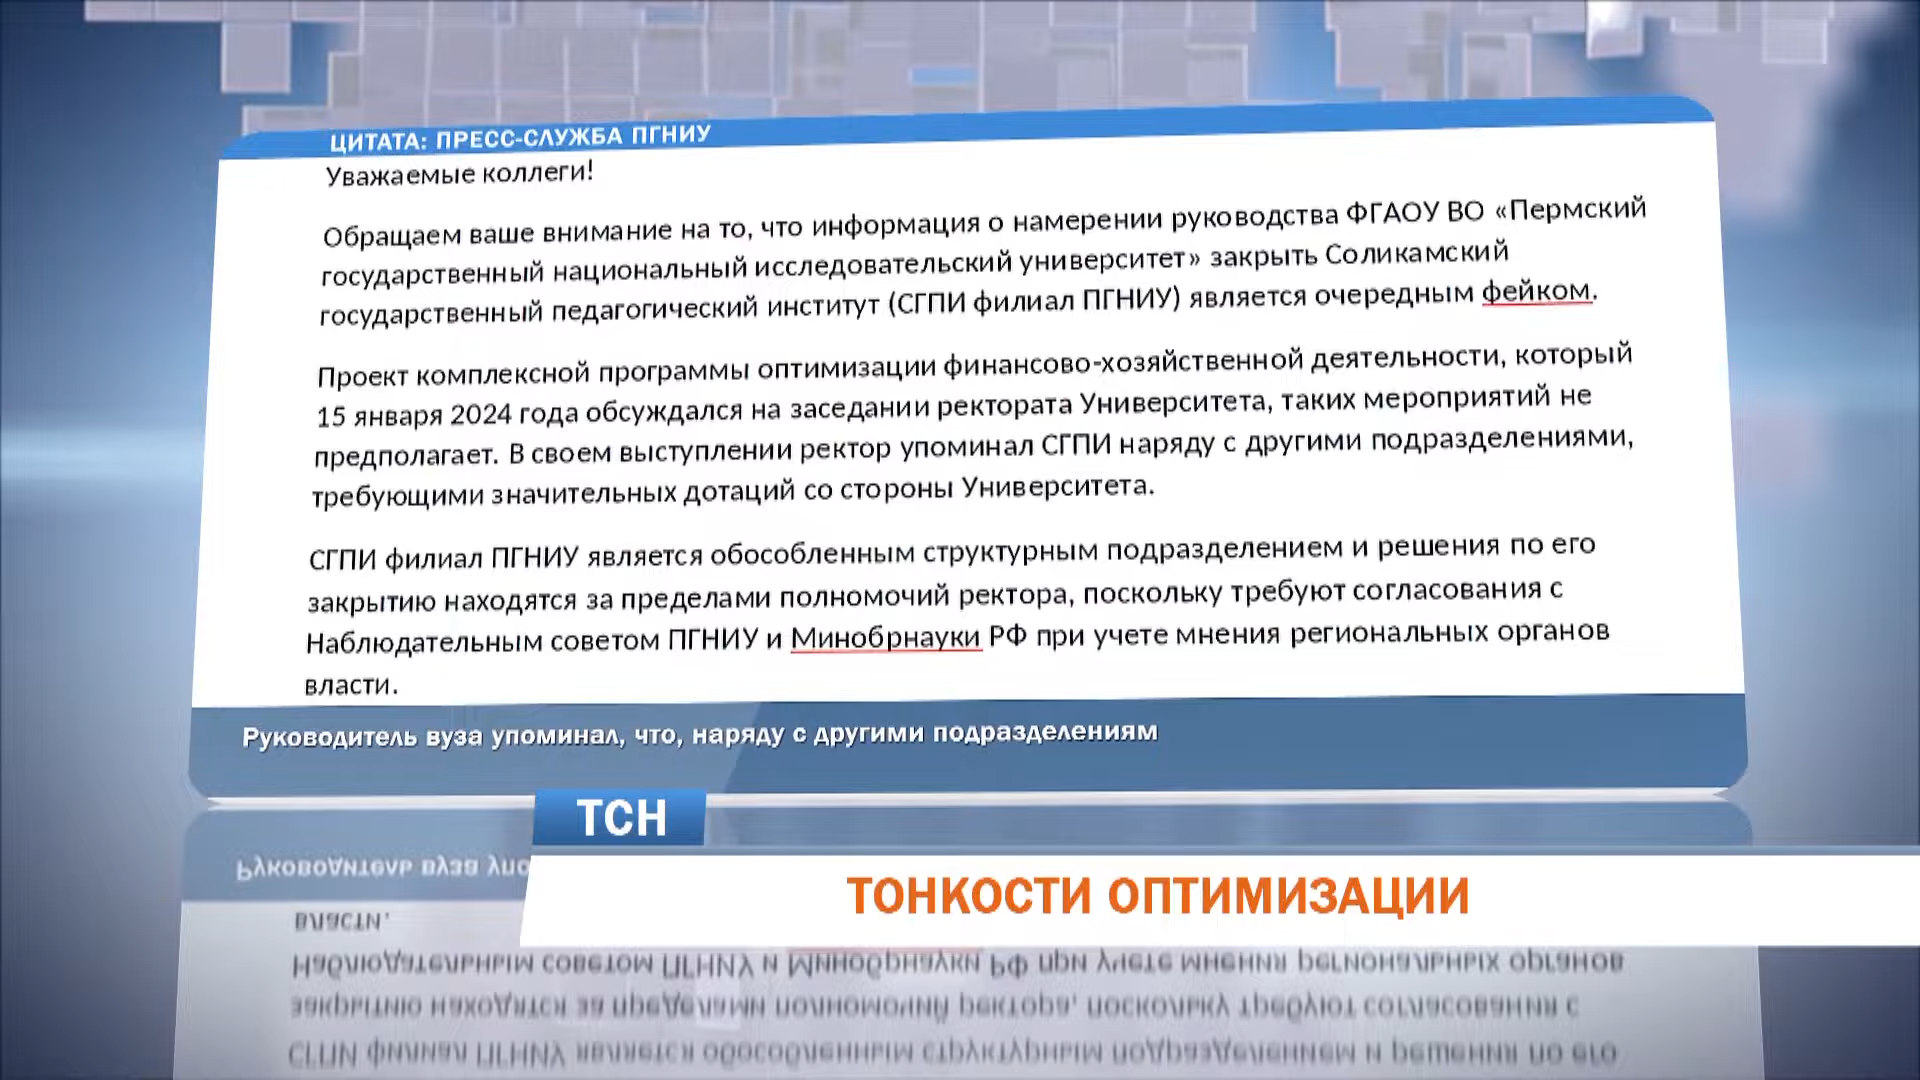 ЦИТАТА: ПРЕСС-СЛУЖБА ПГНИУ
Уважаемые коллеги!
Обращаем ваше внимание на то, что информация о намерении руководства ФГАОУ ВО «Пермский
государственный национальный исследовательский университет» закрыть Соликамский
государственный педагогический институт (СГПИ филиал ПГНИУ) является очередным фейком.
Проект комплексной программы оптимизации финансово-хозяйственной деятельности, который
15 января 2024 года обсуждался на заседании ректората Университета, таких мероприятий не
предполагает. В своем выступлении ректор упоминал СГПИ наряду с другими подразделениями,
требующими значительных дотаций со стороны Университета.
СГПИ филиал ПГНИУ является обособленным структурным подразделением и решения по его
закрытию находятся за пределами полномочий ректора, поскольку требуют согласования с
Наблюдательным советом ПГНИУ и Минобрнауки РФ при учете мнения региональных органов
власти.
Руководитель вуза упоминал, что, наряду с другими подразделениям
ТСН
ТОНКОСТИ ОПТИМИЗАЦИИ